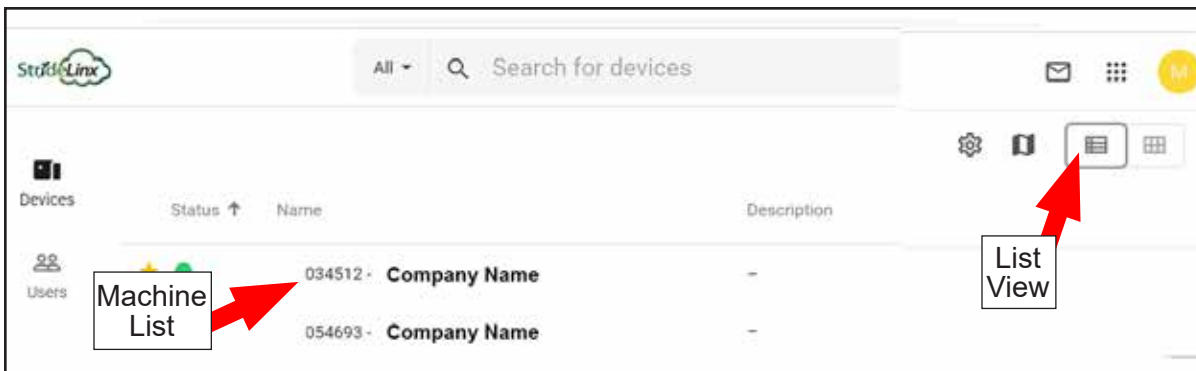 StrideLinx
All
Search for devices
M
Devices
Status ↑ Name Description
Users
034512 - Company Name –
Machine
List
List
View
054693 - Company Name –